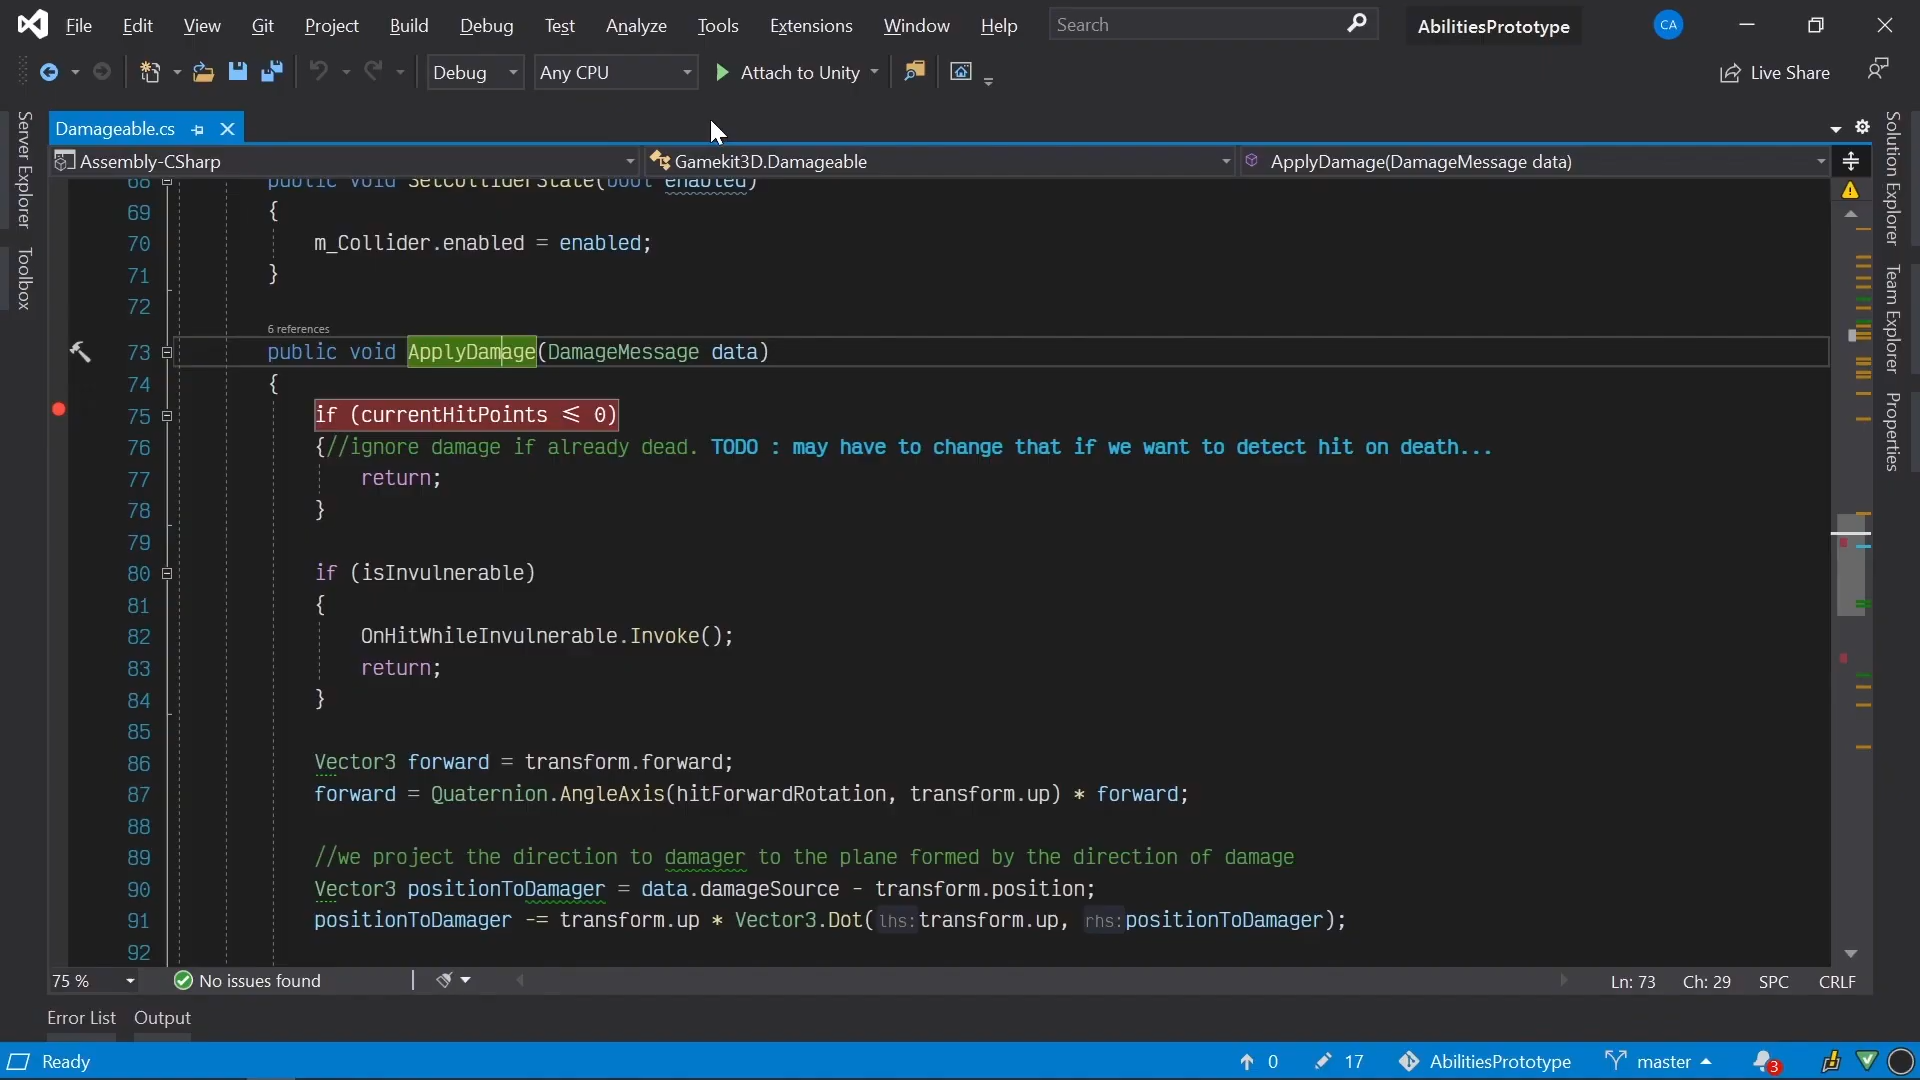 File Edit View Git Project Build Debug Test Analyze Tools Extensions Window Help Search AbilitiesPrototype CA
Debug Any CPU Attach to Unity Live Share
Server Explorer
Toolbox
Damageable.cs
Assembly-CSharp Gamekit3D.Damageable ApplyDamage(DamageMessage data)
68 public void SetColliderState(bool enabled)
69 {
70 m_Collider.enabled = enabled;
71 }
72
6 references
73 public void ApplyDamage(DamageMessage data)
74 {
75 if (currentHitPoints <= 0)
76 {//ignore damage if already dead. TODO : may have to change that if we want to detect hit on death...
77 return;
78 }
79
80 if (isInvulnerable)
81 {
82 OnHitWhileInvulnerable.Invoke();
83 return;
84 }
85
86 Vector3 forward = transform.forward;
87 forward = Quaternion.AngleAxis(hitForwardRotation, transform.up) * forward;
88
89 //we project the direction to damager to the plane formed by the direction of damage
90 Vector3 positionToDamager = data.damageSource - transform.position;
91 positionToDamager -= transform.up * Vector3.Dot(lhs:transform.up, rhs:positionToDamager);
92
Solution Explorer
Team Explorer
Properties
75 % No issues found Ln: 73 Ch: 29 SPC CRLF
Error List Output
Ready 0 17 AbilitiesPrototype master 3